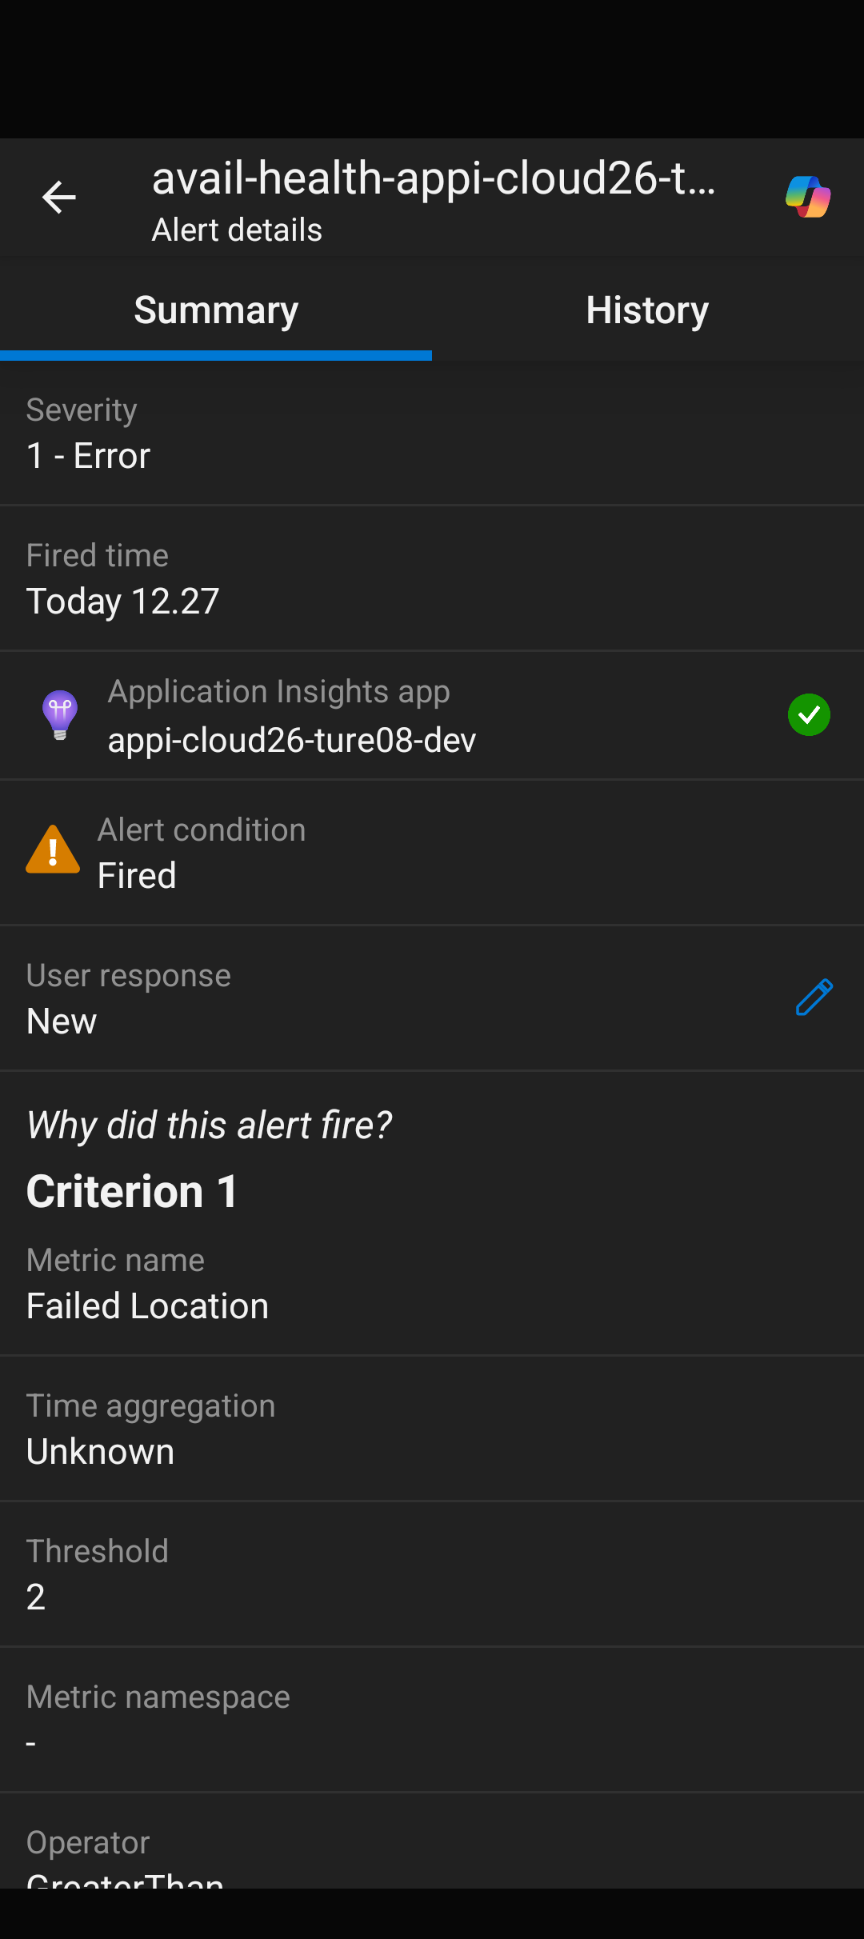 avail-health-appi-cloud26-t...
Alert details
Summary
History
Severity
1 - Error
Fired time
Today 12.27
Application Insights app
appi-cloud26-ture08-dev
Alert condition
Fired
User response
New
Why did this alert fire?
Criterion 1
Metric name
Failed Location
Time aggregation
Unknown
Threshold
2
Metric namespace
-
Operator
GreaterThan